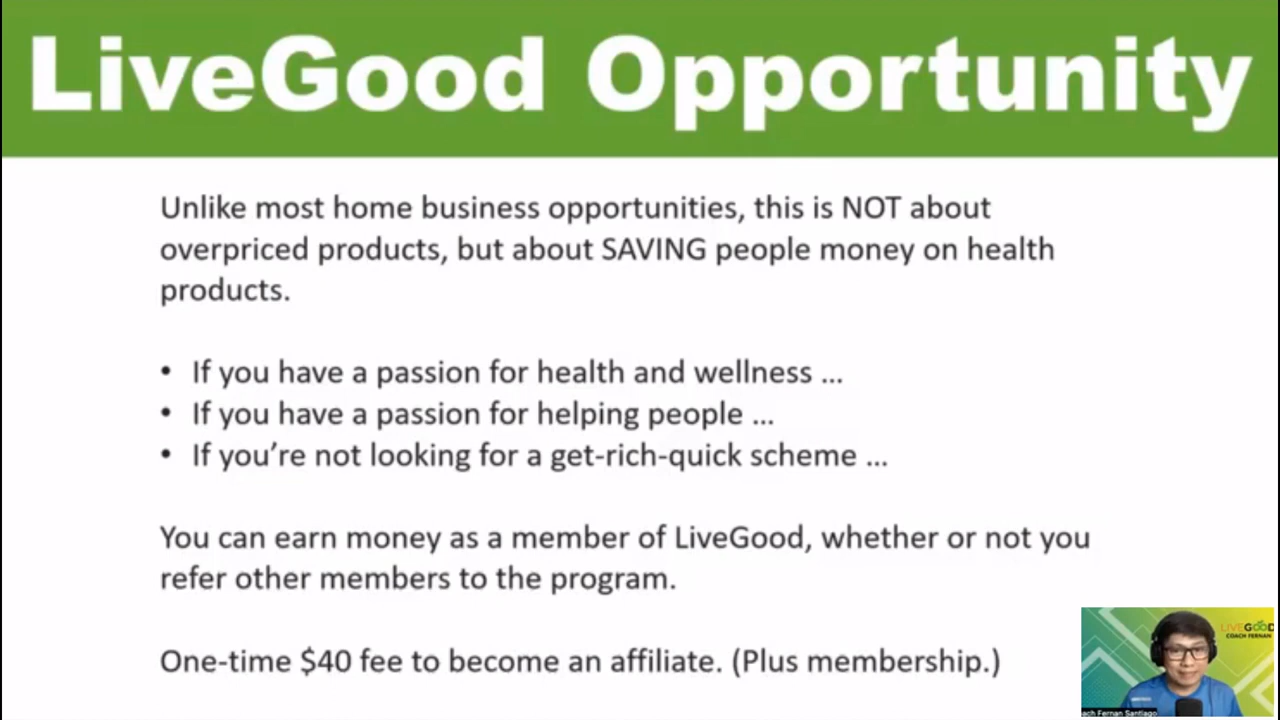 LiveGood Opportunity
Unlike most home business opportunities, this is NOT about
overpriced products, but about SAVING people money on health
products.
• If you have a passion for health and wellness ...
• If you have a passion for helping people ...
• If you’re not looking for a get-rich-quick scheme ...
You can earn money as a member of LiveGood, whether or not you
refer other members to the program.
One-time $40 fee to become an affiliate. (Plus membership.)
LIVEGOOD
COACH FERNAN
ach Fernan Santiago